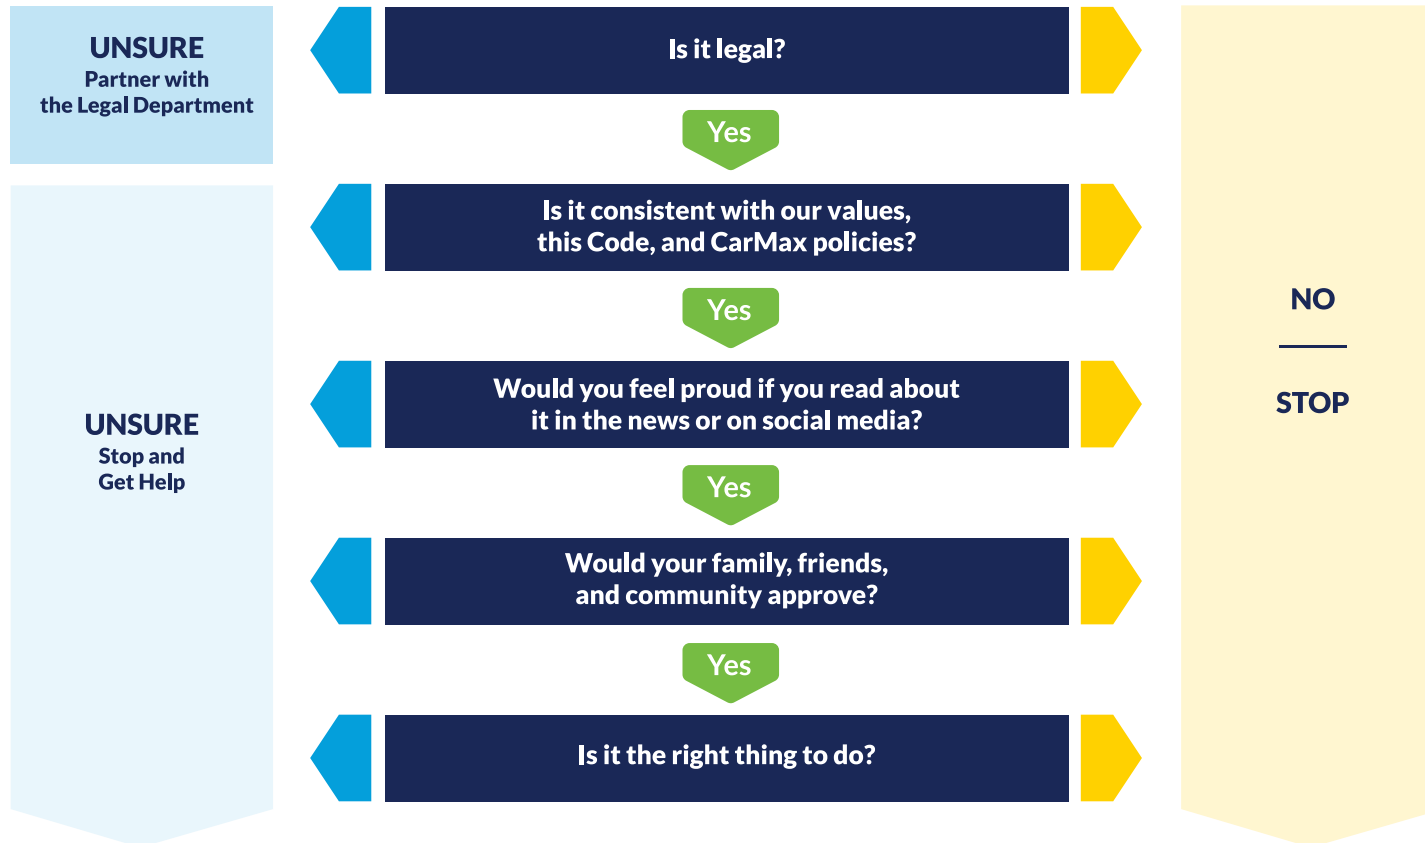 UNSURE
Partner with
the Legal Department
Is it legal?
Yes
Is it consistent with our values,
this Code, and CarMax policies?
Yes
Would you feel proud if you read about
it in the news or on social media?
Yes
Would your family, friends,
and community approve?
Yes
Is it the right thing to do?
UNSURE
Stop and
Get Help
NO
STOP